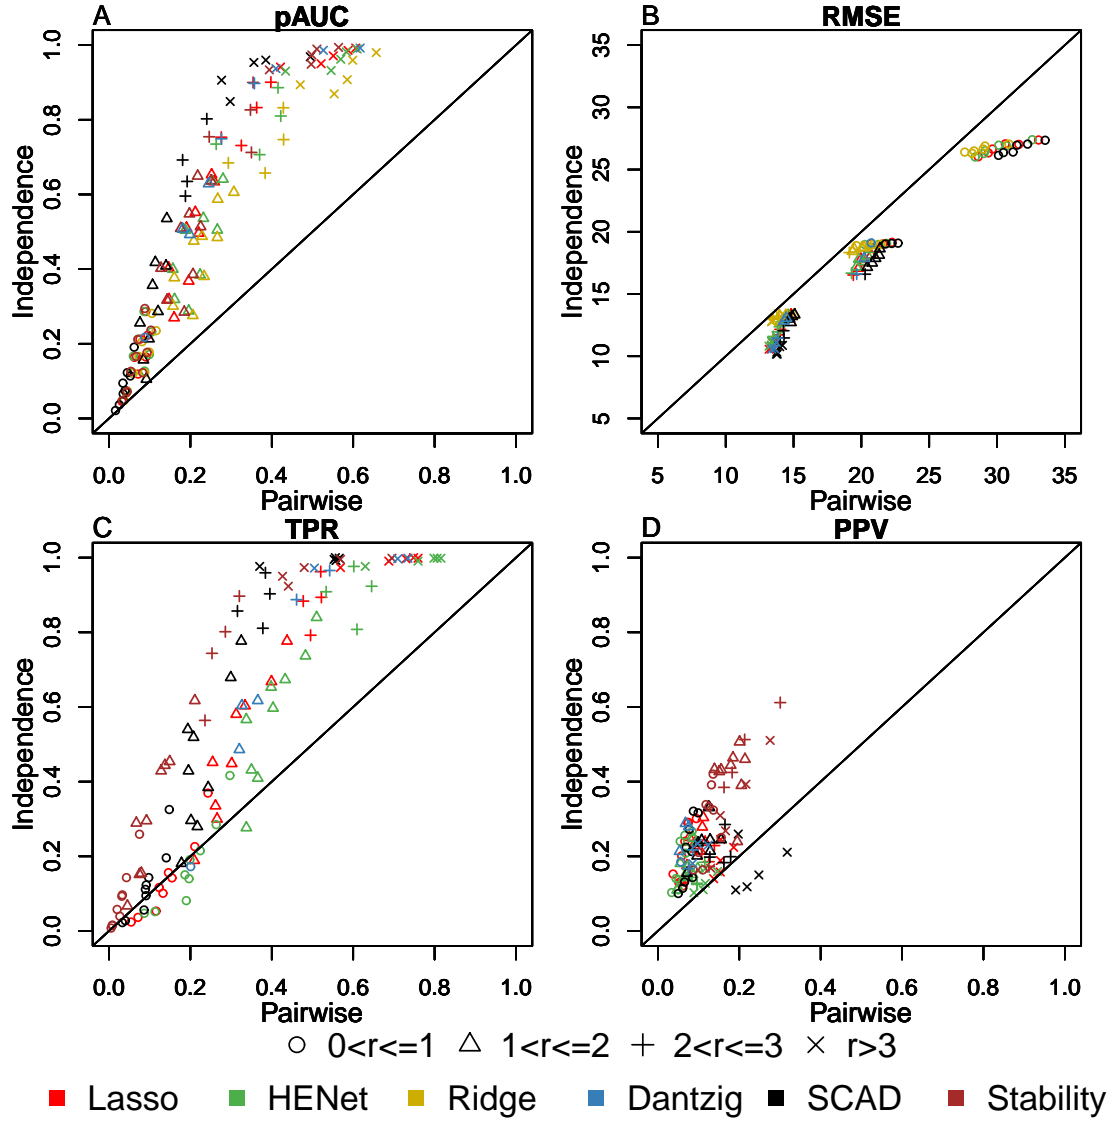 A pAUC
B RMSE
Independence
0.0 0.2 0.4 0.6 0.8 1.0
0.0 0.2 0.4 0.6 0.8 1.0
Pairwise
Independence
5 10 15 20 25 30 35
5 10 15 20 25 30 35
Pairwise
C TPR
D PPV
Independence
0.0 0.2 0.4 0.6 0.8 1.0
0.0 0.2 0.4 0.6 0.8 1.0
Pairwise
Independence
0.0 0.2 0.4 0.6 0.8 1.0
0.0 0.2 0.4 0.6 0.8 1.0
Pairwise
0<r<=1 1<r<=2 2<r<=3 r>3
Lasso HENet Ridge Dantzig SCAD Stability